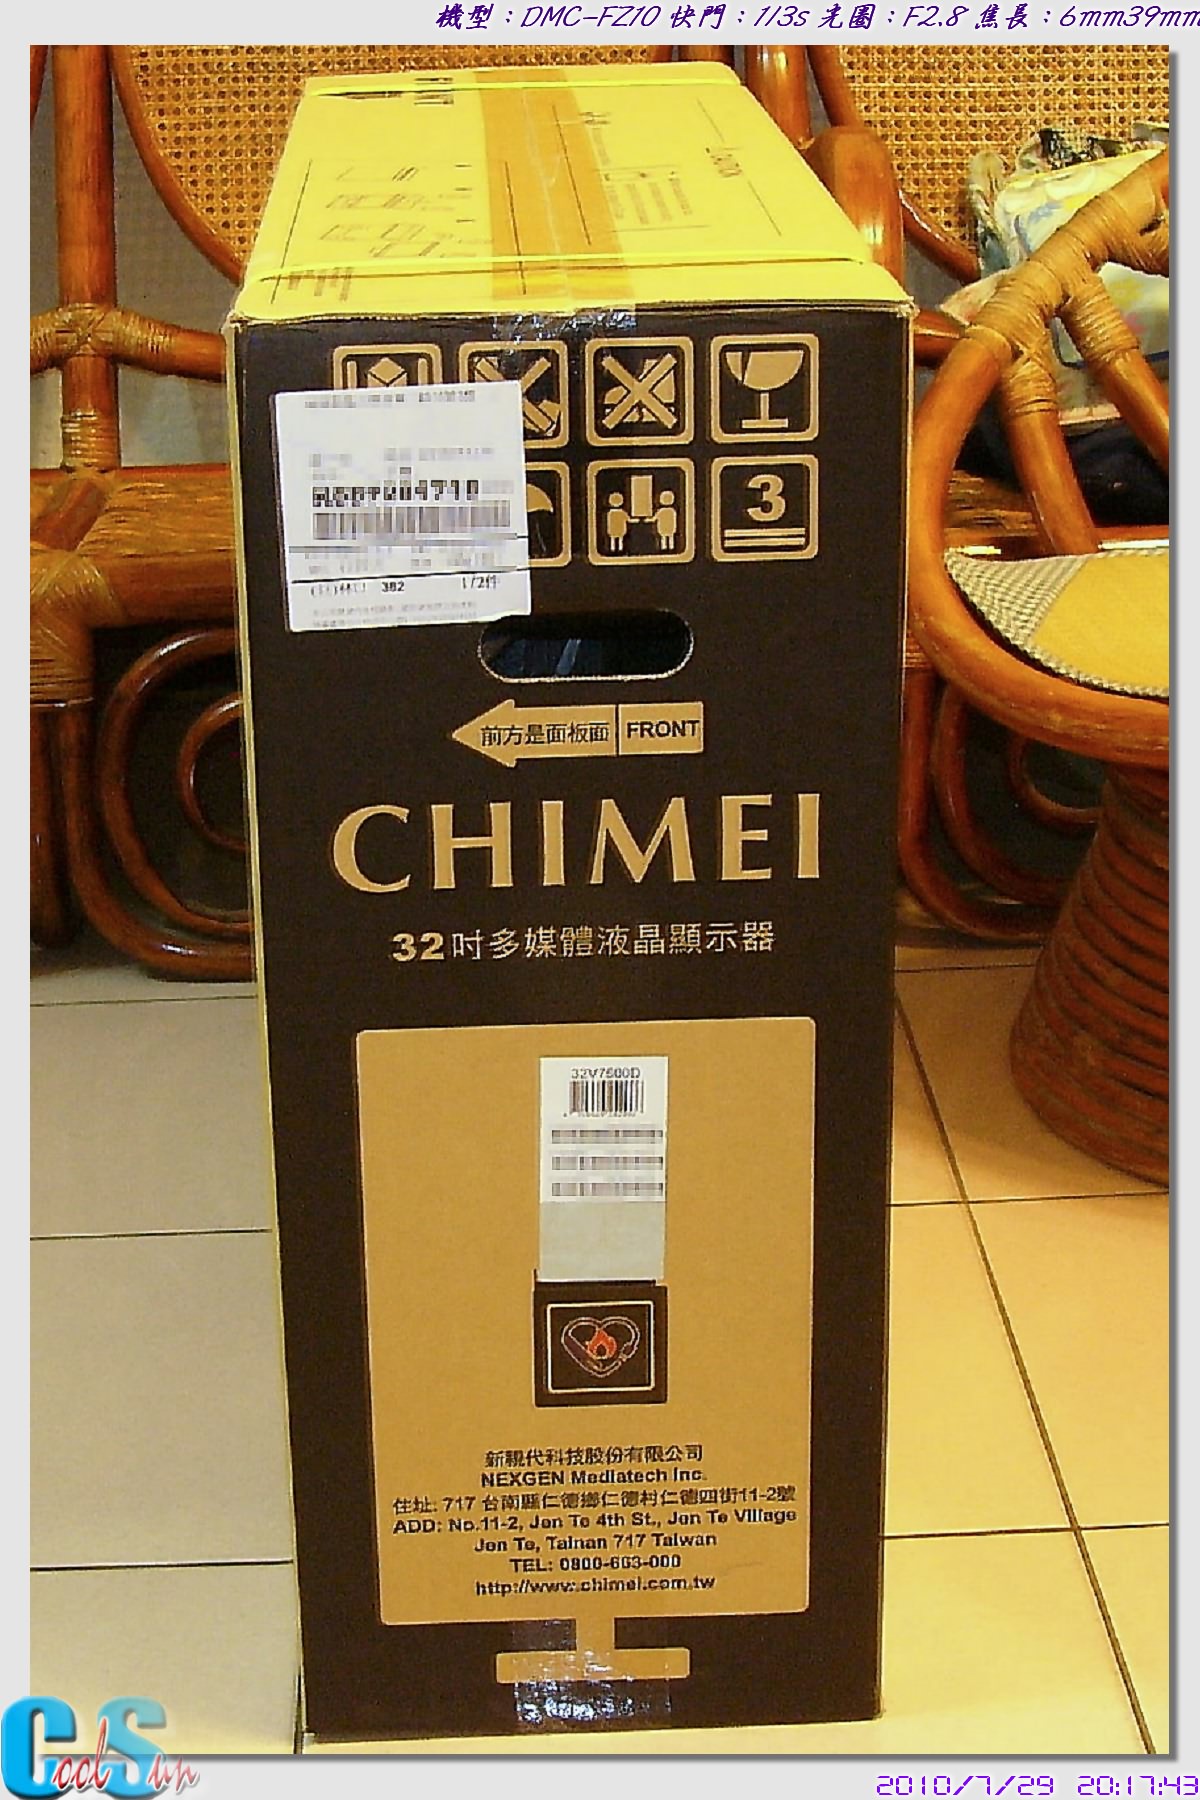 機型：DMC-FZ10 快門：1/3s 光圈：F2.8 焦長：6mm39mm
3
382 1/2件
前方是面板面 FRONT
CHIMEI
32吋多媒體液晶顯示器
32V7500D
新視代科技股份有限公司
NEXGEN Mediatech Inc.
住址: 717 台南縣仁德鄉仁德村仁德四街11-2號
ADD: No.11-2, Jen Te 4th St., Jen Te Village
Jen Te, Tainan 717 Taiwan
TEL: 0800-663-000
http://www.chimei.com.tw
CoolSun
2010/7/29 20:17:43